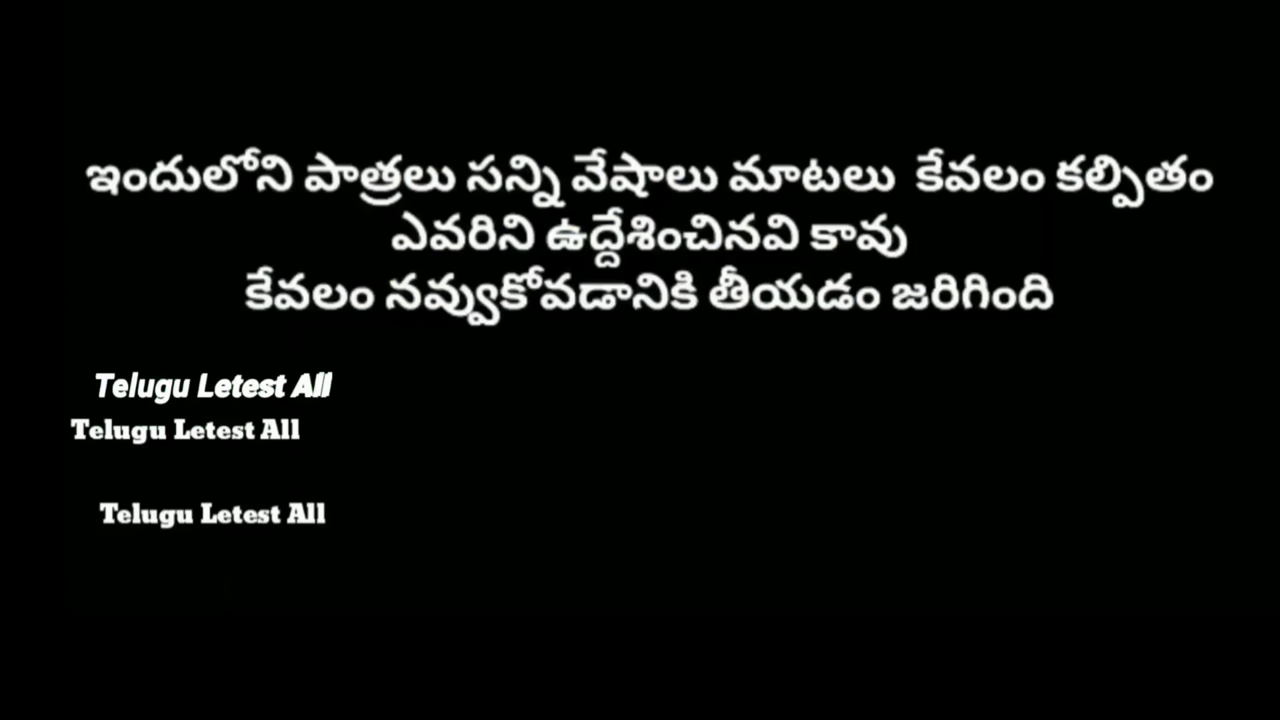 ఇందులోని పాత్రలు సన్ని వేషాలు మాటలు కేవలం కల్పితం
ఎవరిని ఉద్దేశించినవి కావు
కేవలం నవ్వుకోవడానికి తీయడం జరిగింది
Telugu Letest All
Telugu Letest All
Telugu Letest All